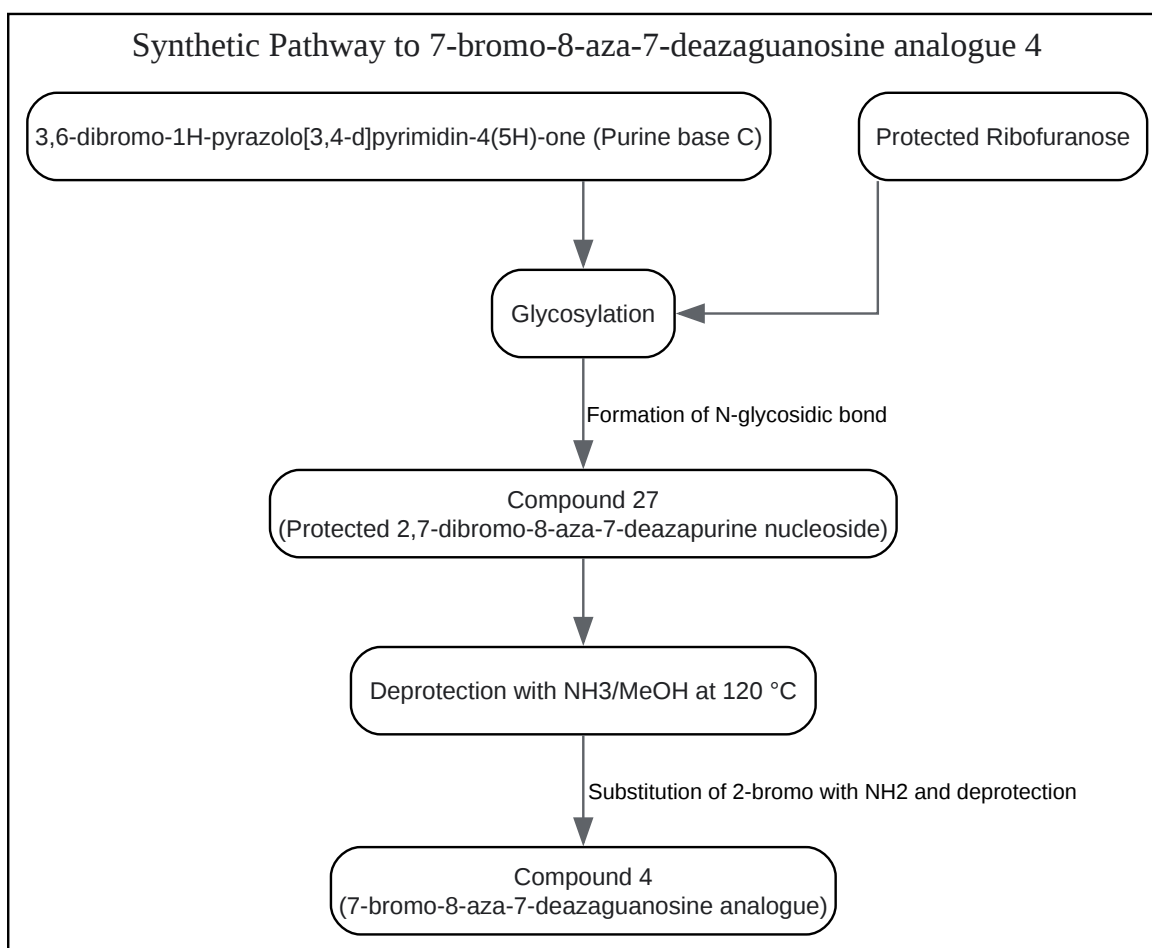 Synthetic Pathway to 7-bromo-8-aza-7-deazaguanosine analogue 4
3,6-dibromo-1H-pyrazolo[3,4-d]pyrimidin-4(5H)-one (Purine base C)
Protected Ribofuranose
Glycosylation
Formation of N-glycosidic bond
Compound 27
(Protected 2,7-dibromo-8-aza-7-deazapurine nucleoside)
Deprotection with NH3/MeOH at 120 °C
Substitution of 2-bromo with NH2 and deprotection
Compound 4
(7-bromo-8-aza-7-deazaguanosine analogue)